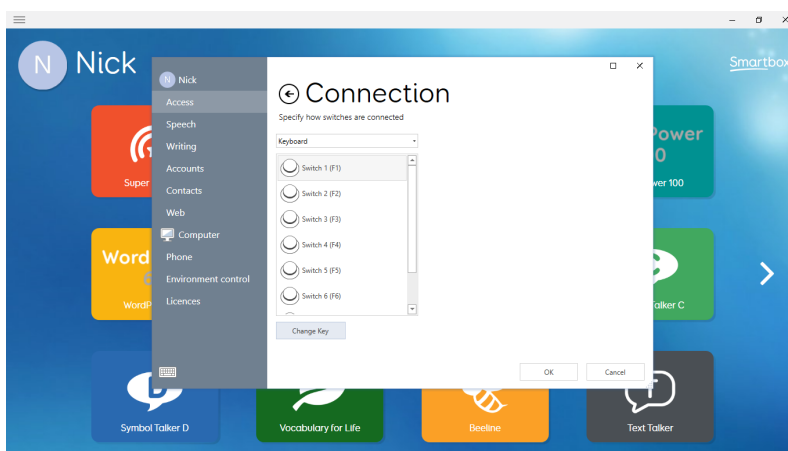 N Nick
Smartbox
Super
Power
0
wer 100
Word
WordP
alker C
Symbol Talker D
Vocabulary for Life
Beeline
Text Talker
N Nick
Access
Speech
Writing
Accounts
Contacts
Web
Computer
Phone
Environment control
Licences
Connection
Specify how switches are connected
Keyboard
Switch 1 (F1)
Switch 2 (F2)
Switch 3 (F3)
Switch 4 (F4)
Switch 5 (F5)
Switch 6 (F6)
Change Key
OK
Cancel